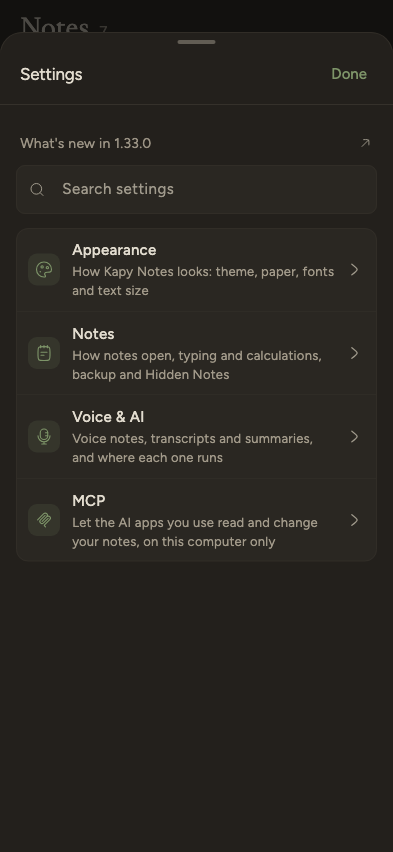 Notes 7
Settings
Done
What's new in 1.33.0
Search settings
Appearance
How Kapy Notes looks: theme, paper, fonts
and text size
Notes
How notes open, typing and calculations,
backup and Hidden Notes
Voice & AI
Voice notes, transcripts and summaries,
and where each one runs
MCP
Let the AI apps you use read and change
your notes, on this computer only